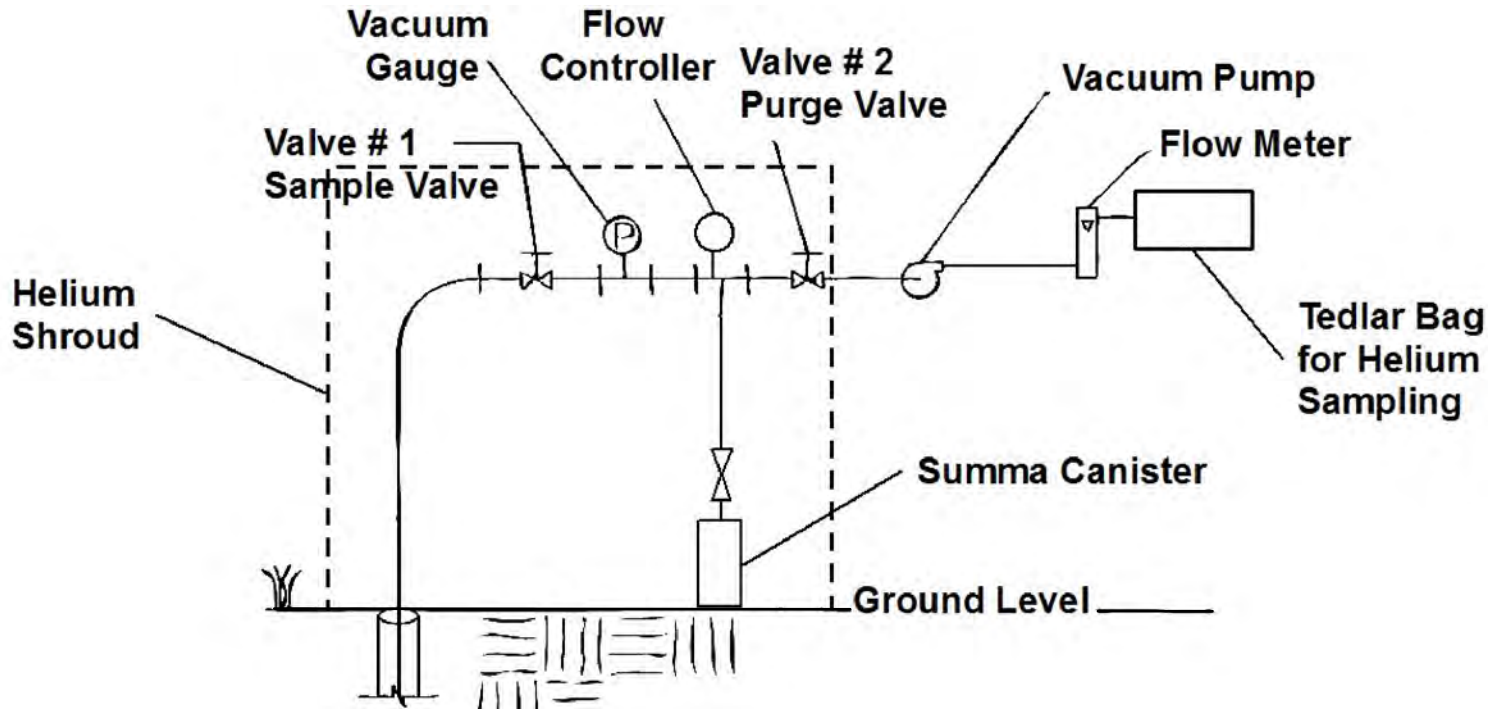 Vacuum
Gauge
Flow
Controller
Valve # 2
Purge Valve
Vacuum Pump
Flow Meter
Valve # 1
Sample Valve
P
Helium
Shroud
Tedlar Bag
for Helium
Sampling
Summa Canister
Ground Level